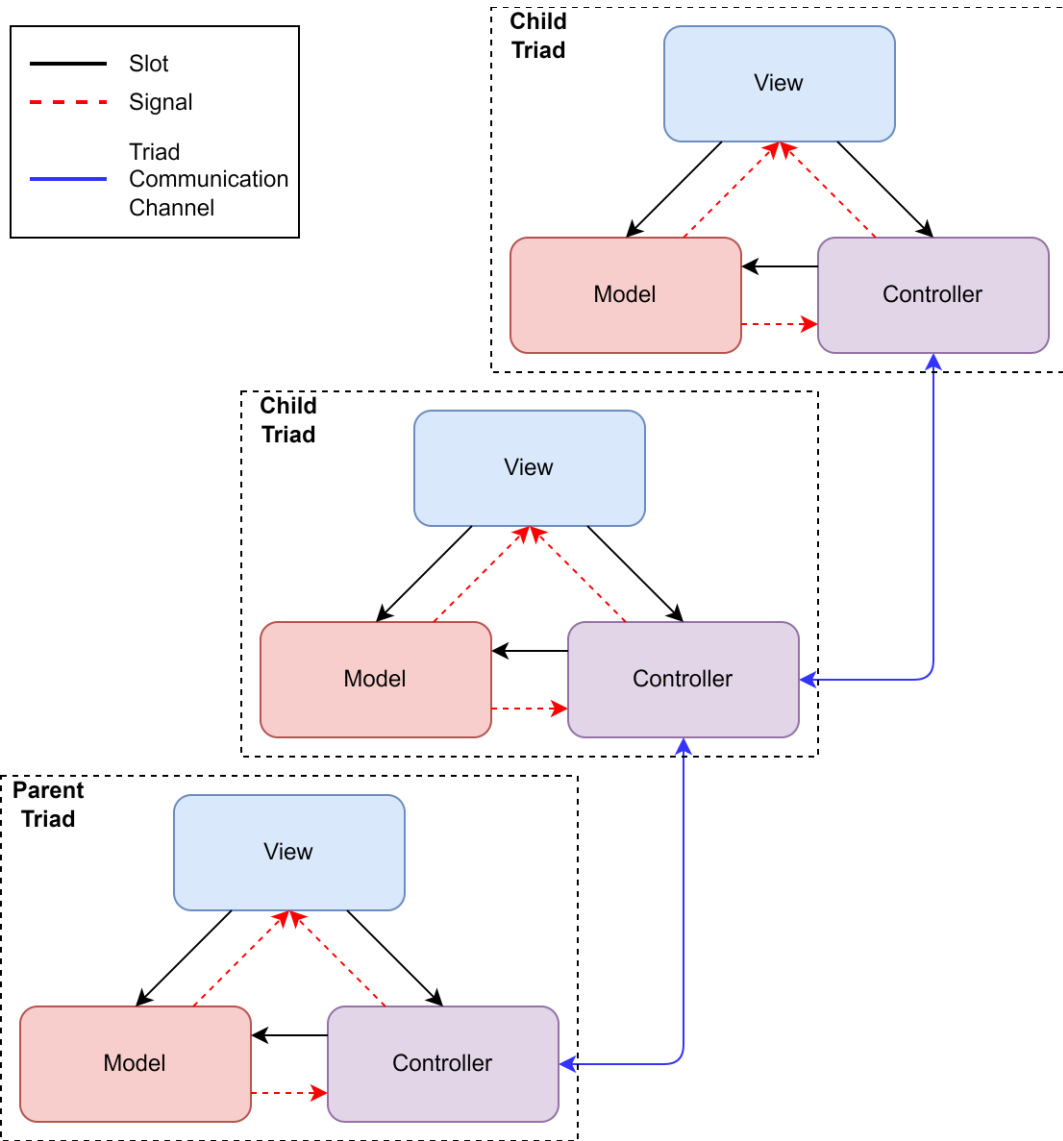 Slot
Signal
Triad
Communication
Channel
Child
Triad
View
Model
Controller
Child
Triad
View
Model
Controller
Parent
Triad
View
Model
Controller